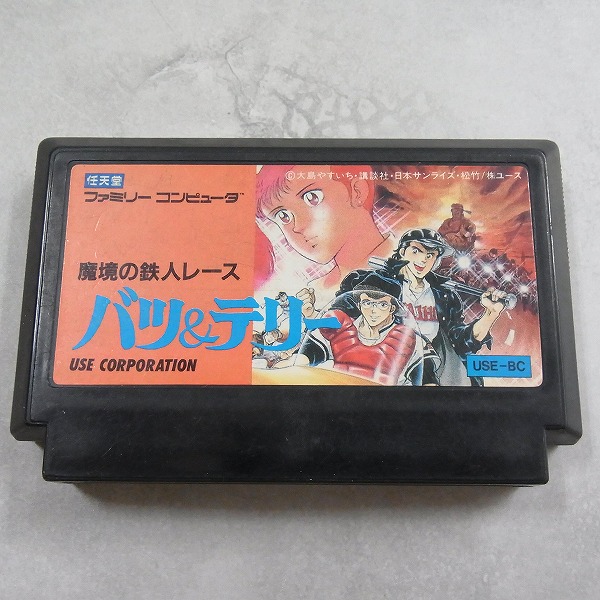 任天堂
ファミリー コンピュータ™
©大島やすいち・講談社・日本サンライズ・松竹/㈱ユース
魔境の鉄人レース
バツ&テリー
USE CORPORATION
USE-BC